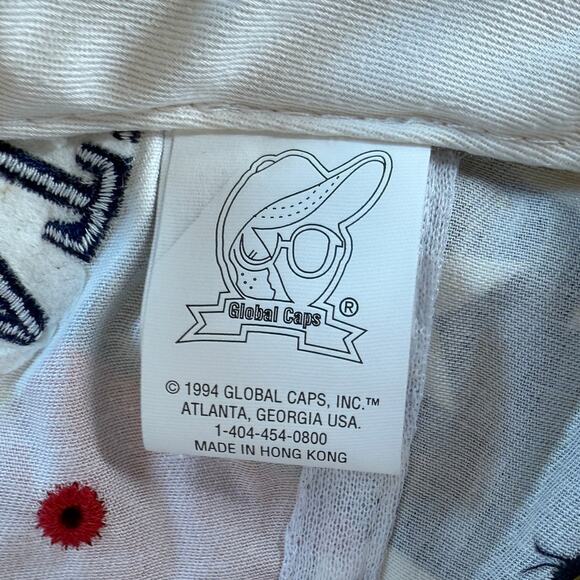 Global Caps
®
© 1994 GLOBAL CAPS, INC.™
ATLANTA, GEORGIA USA.
1-404-454-0800
MADE IN HONG KONG